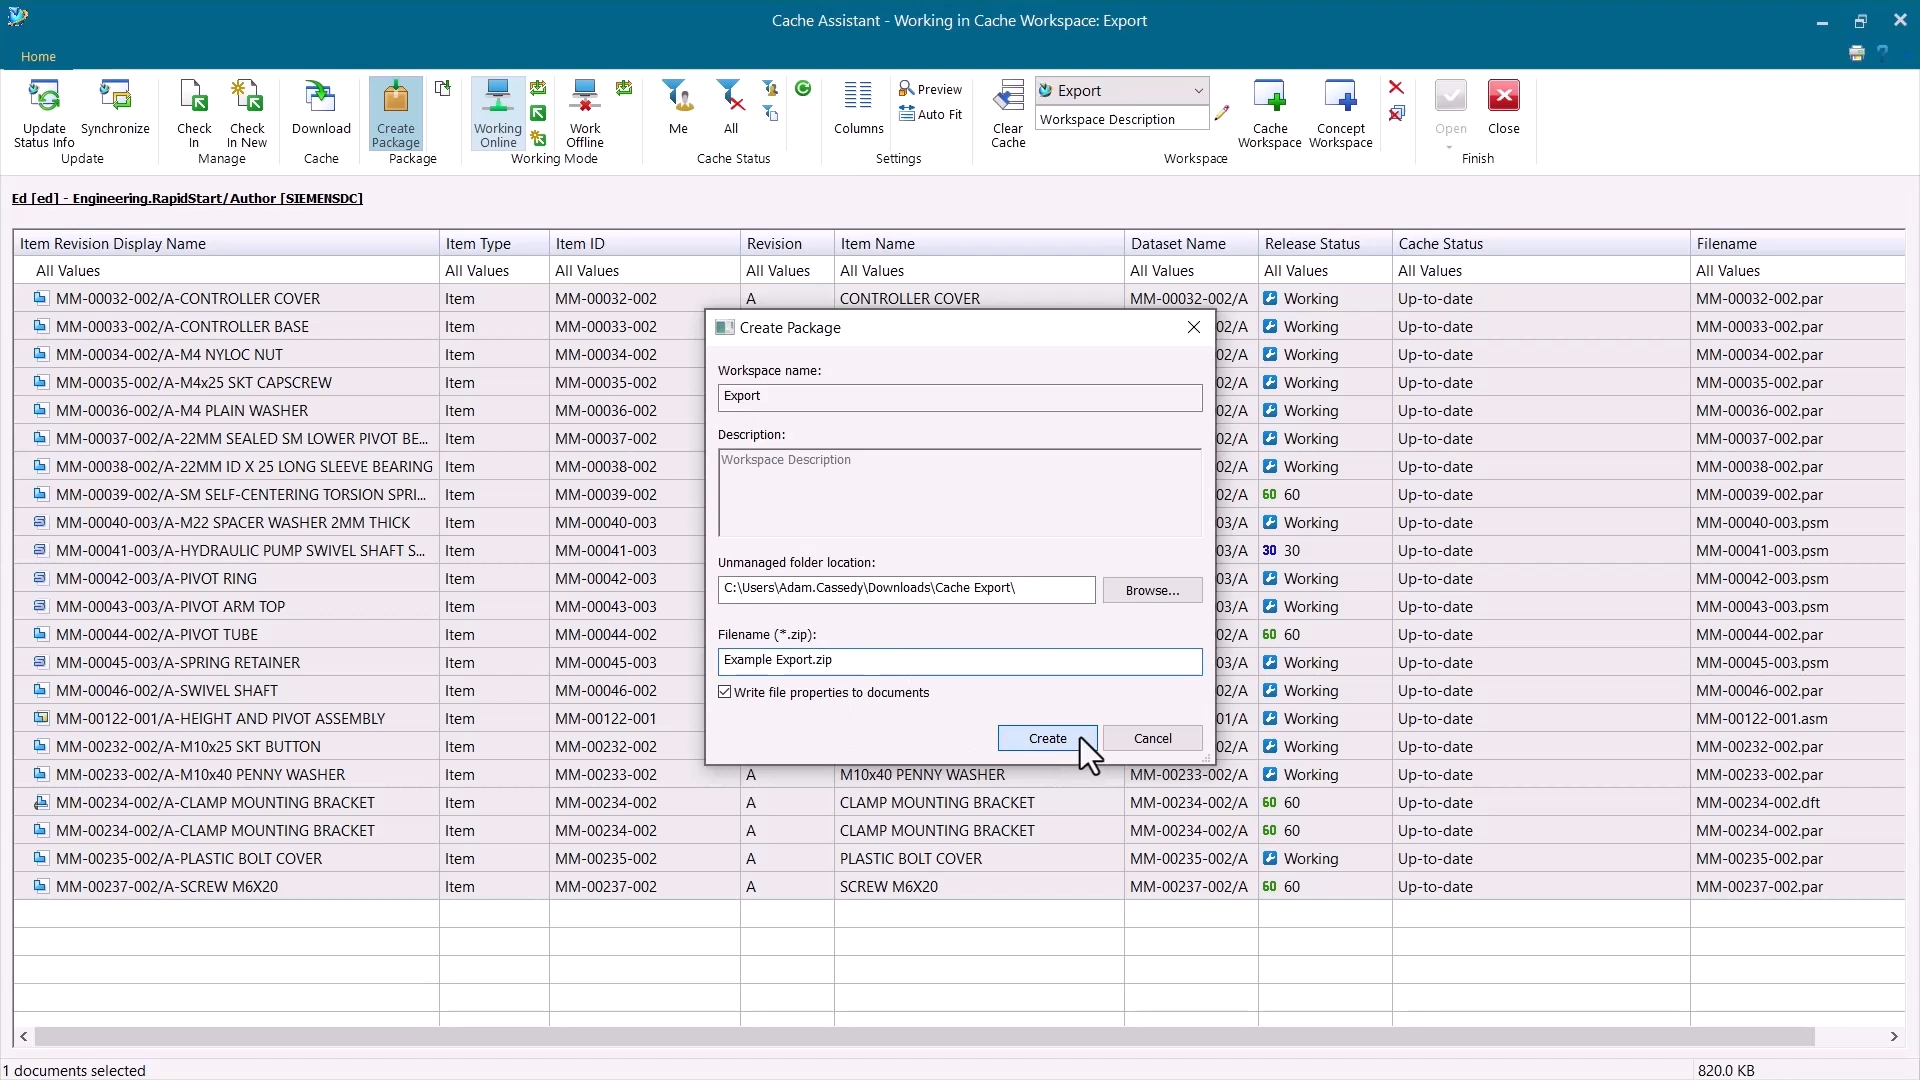 Cache Assistant - Working in Cache Workspace: Export
Home
Update Status Info
Synchronize
Update
Check In
Check In New
Manage
Download
Cache
Create Package
Package
Working Online
Work Offline
Working Mode
Me
All
Cache Status
Columns
Preview
Auto Fit
Settings
Clear Cache
Export
Workspace Description
Cache Workspace
Concept Workspace
Workspace
Open
Close
Finish
Ed [ed] - Engineering.RapidStart/Author [SIEMENSDC]
Item Revision Display Name Item Type Item ID Revision Item Name Dataset Name Release Status Cache Status Filename
All Values All Values All Values All Values All Values All Values All Values All Values All Values
MM-00032-002/A-CONTROLLER COVER Item MM-00032-002 A CONTROLLER COVER MM-00032-002/A Working Up-to-date MM-00032-002.par
MM-00033-002/A-CONTROLLER BASE Item MM-00033-002 02/A Working Up-to-date MM-00033-002.par
MM-00034-002/A-M4 NYLOC NUT Item MM-00034-002 02/A Working Up-to-date MM-00034-002.par
MM-00035-002/A-M4x25 SKT CAPSCREW Item MM-00035-002 02/A Working Up-to-date MM-00035-002.par
MM-00036-002/A-M4 PLAIN WASHER Item MM-00036-002 02/A Working Up-to-date MM-00036-002.par
MM-00037-002/A-22MM SEALED SM LOWER PIVOT BE... Item MM-00037-002 02/A Working Up-to-date MM-00037-002.par
MM-00038-002/A-22MM ID X 25 LONG SLEEVE BEARING Item MM-00038-002 02/A Working Up-to-date MM-00038-002.par
MM-00039-002/A-SM SELF-CENTERING TORSION SPRI... Item MM-00039-002 02/A 60 60 Up-to-date MM-00039-002.par
MM-00040-003/A-M22 SPACER WASHER 2MM THICK Item MM-00040-003 03/A Working Up-to-date MM-00040-003.psm
MM-00041-003/A-HYDRAULIC PUMP SWIVEL SHAFT S... Item MM-00041-003 03/A 30 30 Up-to-date MM-00041-003.psm
MM-00042-003/A-PIVOT RING Item MM-00042-003 03/A Working Up-to-date MM-00042-003.psm
MM-00043-003/A-PIVOT ARM TOP Item MM-00043-003 03/A Working Up-to-date MM-00043-003.psm
MM-00044-002/A-PIVOT TUBE Item MM-00044-002 02/A 60 60 Up-to-date MM-00044-002.par
MM-00045-003/A-SPRING RETAINER Item MM-00045-003 03/A Working Up-to-date MM-00045-003.psm
MM-00046-002/A-SWIVEL SHAFT Item MM-00046-002 02/A Working Up-to-date MM-00046-002.par
MM-00122-001/A-HEIGHT AND PIVOT ASSEMBLY Item MM-00122-001 01/A Working Up-to-date MM-00122-001.asm
MM-00232-002/A-M10x25 SKT BUTTON Item MM-00232-002 02/A Working Up-to-date MM-00232-002.par
MM-00233-002/A-M10x40 PENNY WASHER Item MM-00233-002 A M10x40 PENNY WASHER MM-00233-002/A Working Up-to-date MM-00233-002.par
MM-00234-002/A-CLAMP MOUNTING BRACKET Item MM-00234-002 A CLAMP MOUNTING BRACKET MM-00234-002/A 60 60 Up-to-date MM-00234-002.dft
MM-00234-002/A-CLAMP MOUNTING BRACKET Item MM-00234-002 A CLAMP MOUNTING BRACKET MM-00234-002/A 60 60 Up-to-date MM-00234-002.par
MM-00235-002/A-PLASTIC BOLT COVER Item MM-00235-002 A PLASTIC BOLT COVER MM-00235-002/A Working Up-to-date MM-00235-002.par
MM-00237-002/A-SCREW M6X20 Item MM-00237-002 A SCREW M6X20 MM-00237-002/A 60 60 Up-to-date MM-00237-002.par
Create Package
Workspace name:
Export
Description:
Workspace Description
Unmanaged folder location:
C:\Users\Adam.Cassedy\Downloads\Cache Export\
Browse...
Filename (*.zip):
Example Export.zip
Write file properties to documents
Create Cancel
1 documents selected 820.0 KB